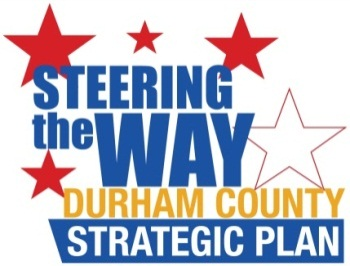 STEERING
the WAY
DURHAM COUNTY
STRATEGIC PLAN